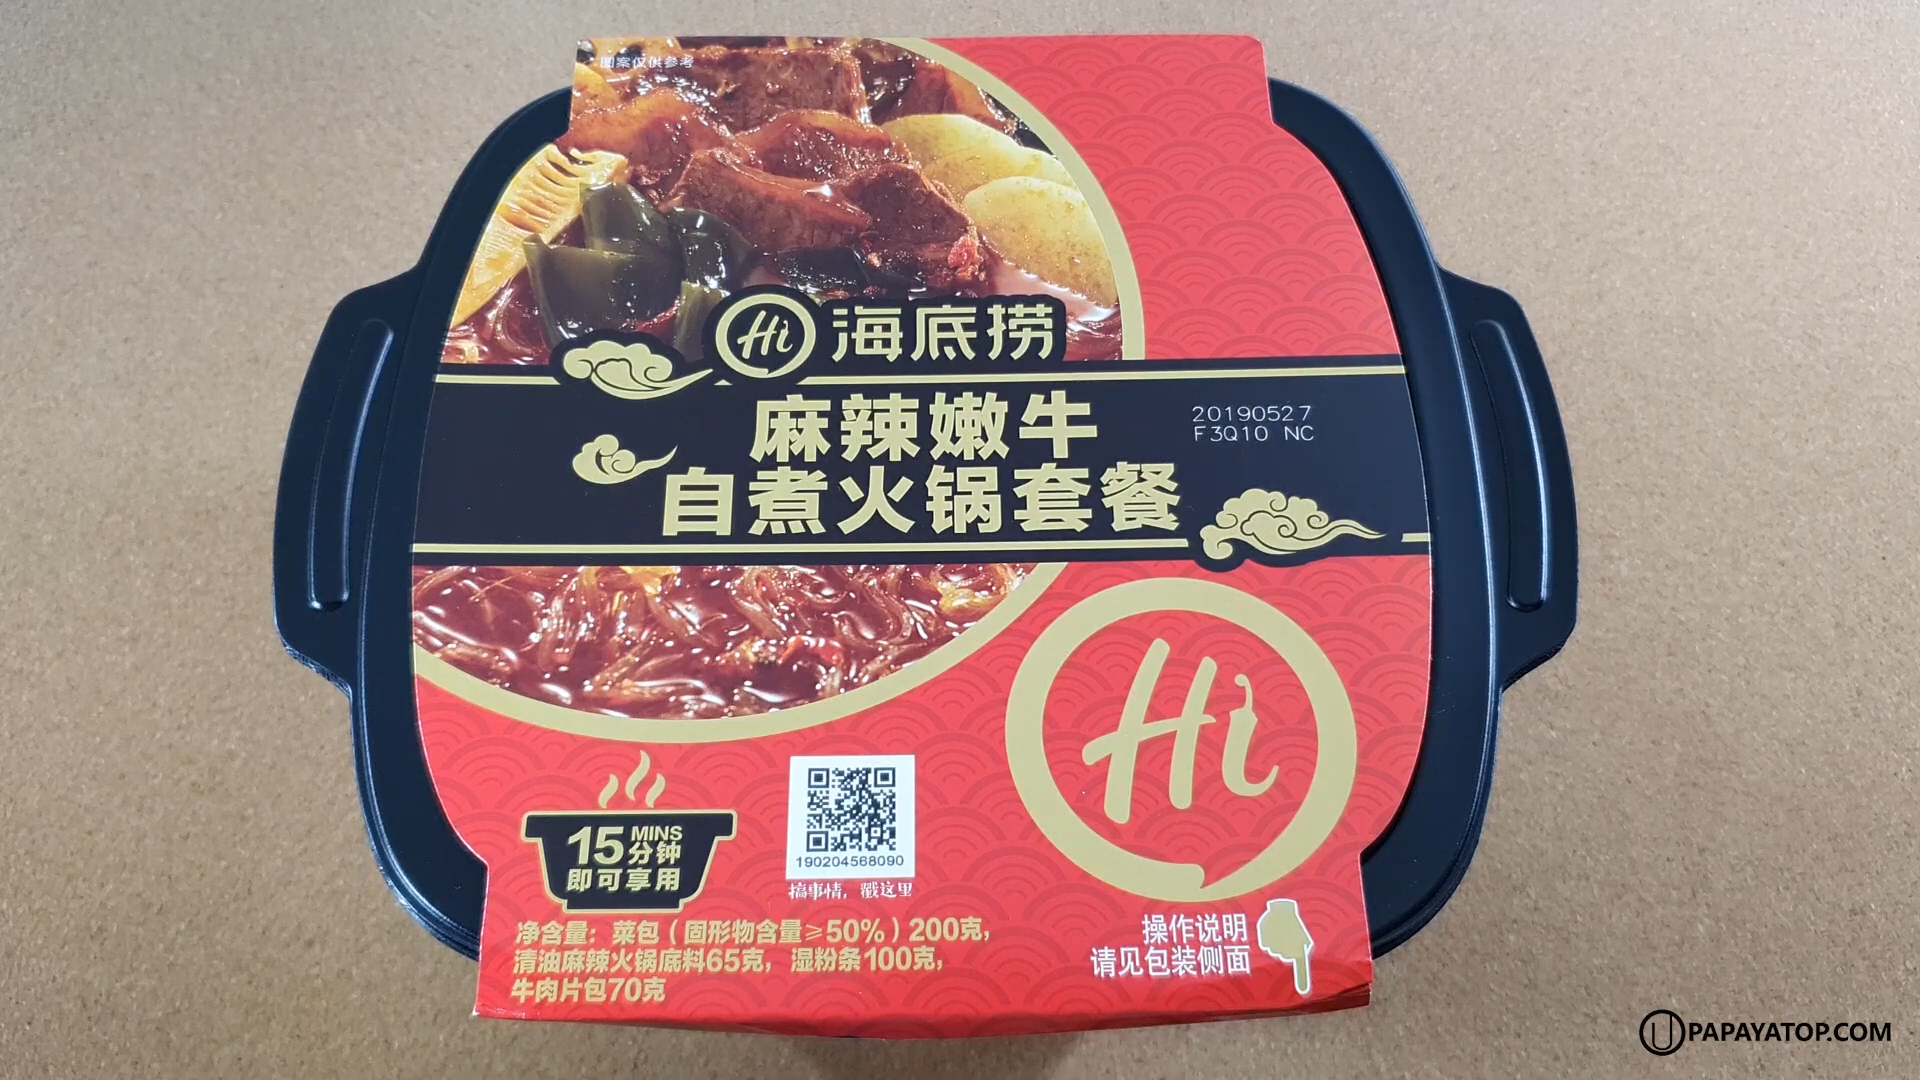 图案仅供参考
Hi 海底捞
麻辣嫩牛
自煮火锅套餐
20190527
F3Q10 NC
Hi
15 MINS
分钟
即可享用
190204568090
搞事情，戳这里
净含量：菜包（固形物含量≥50%）200克，
清油麻辣火锅底料65克，湿粉条100克，
牛肉片包70克
操作说明
请见包装侧面
PAPAYATOP.COM